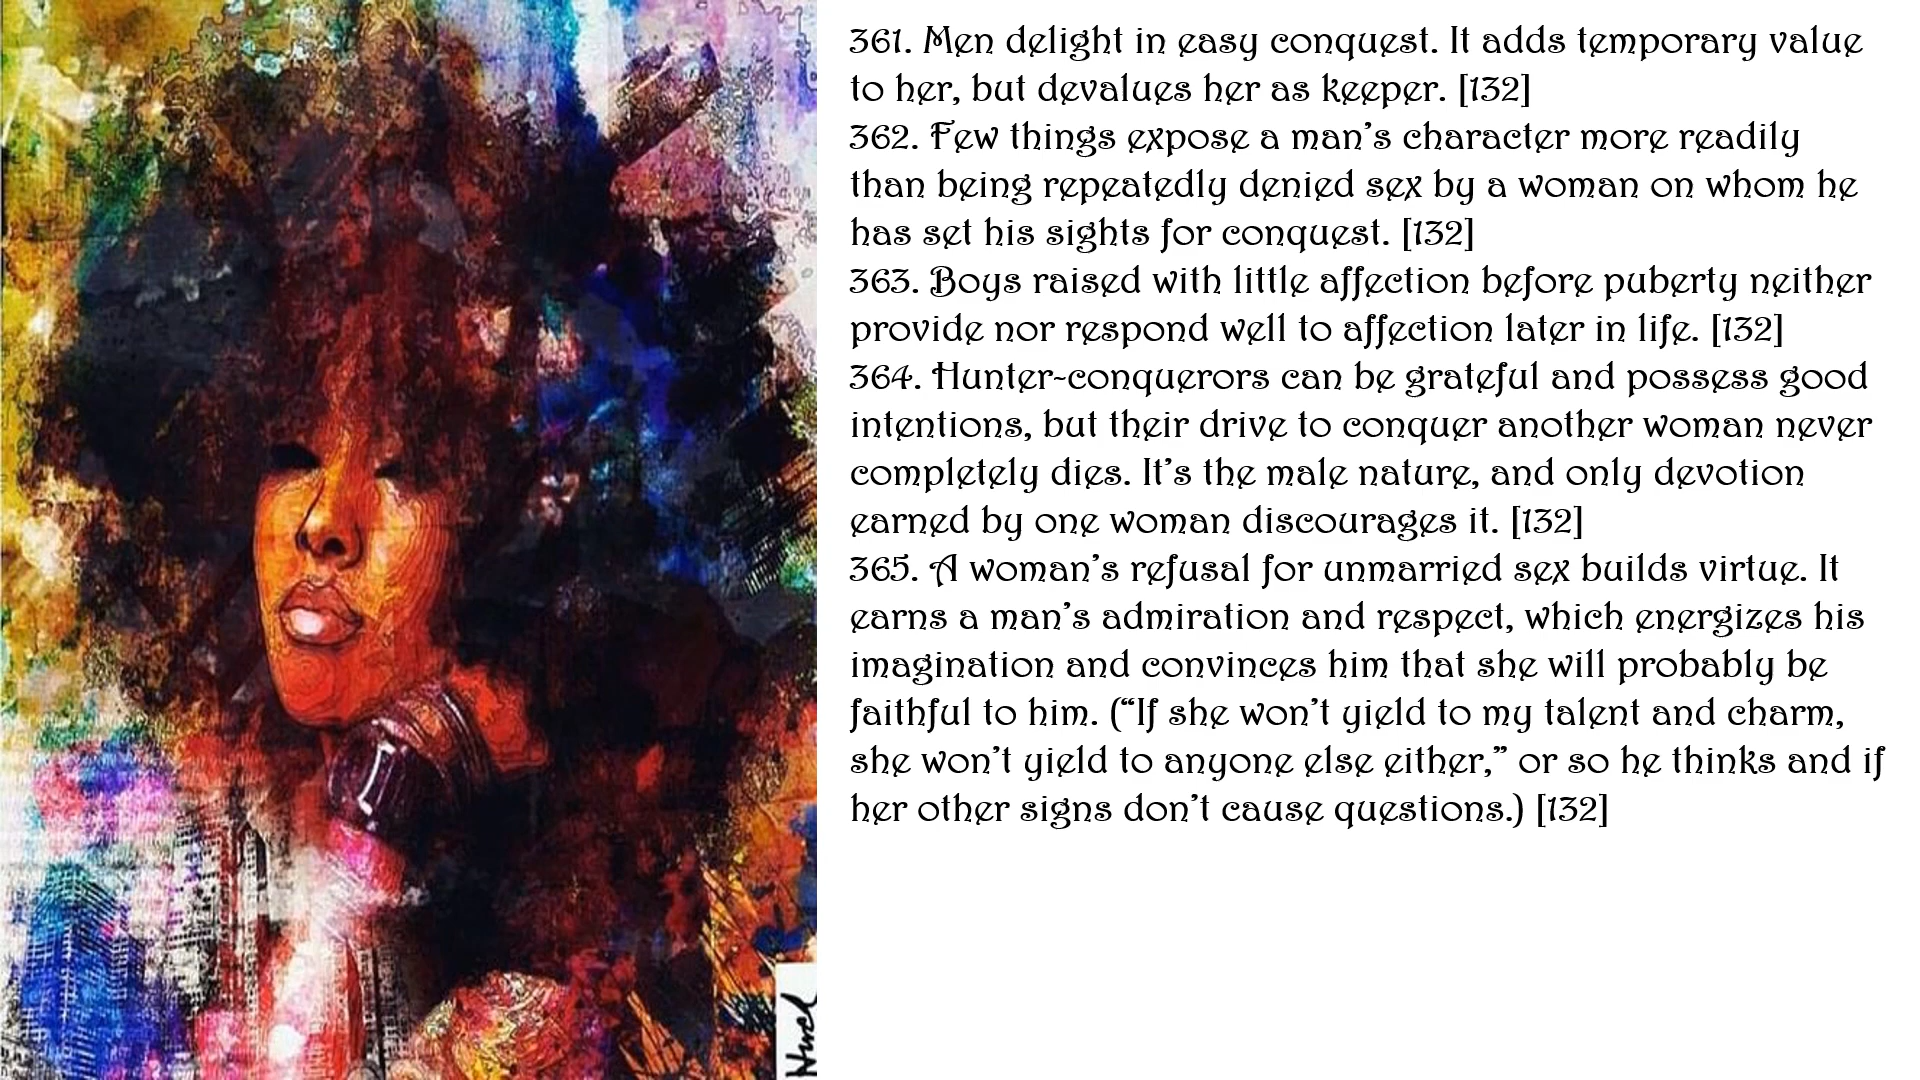 361. Men delight in easy conquest. It adds temporary value
to her, but devalues her as keeper. [132]
362. Few things expose a man’s character more readily
than being repeatedly denied sex by a woman on whom he
has set his sights for conquest. [132]
363. Boys raised with little affection before puberty neither
provide nor respond well to affection later in life. [132]
364. Hunter-conquerors can be grateful and possess good
intentions, but their drive to conquer another woman never
completely dies. It’s the male nature, and only devotion
earned by one woman discourages it. [132]
365. A woman’s refusal for unmarried sex builds virtue. It
earns a man’s admiration and respect, which energizes his
imagination and convinces him that she will probably be
faithful to him. (“If she won’t yield to my talent and charm,
she won’t yield to anyone else either,” or so he thinks and if
her other signs don’t cause questions.) [132]